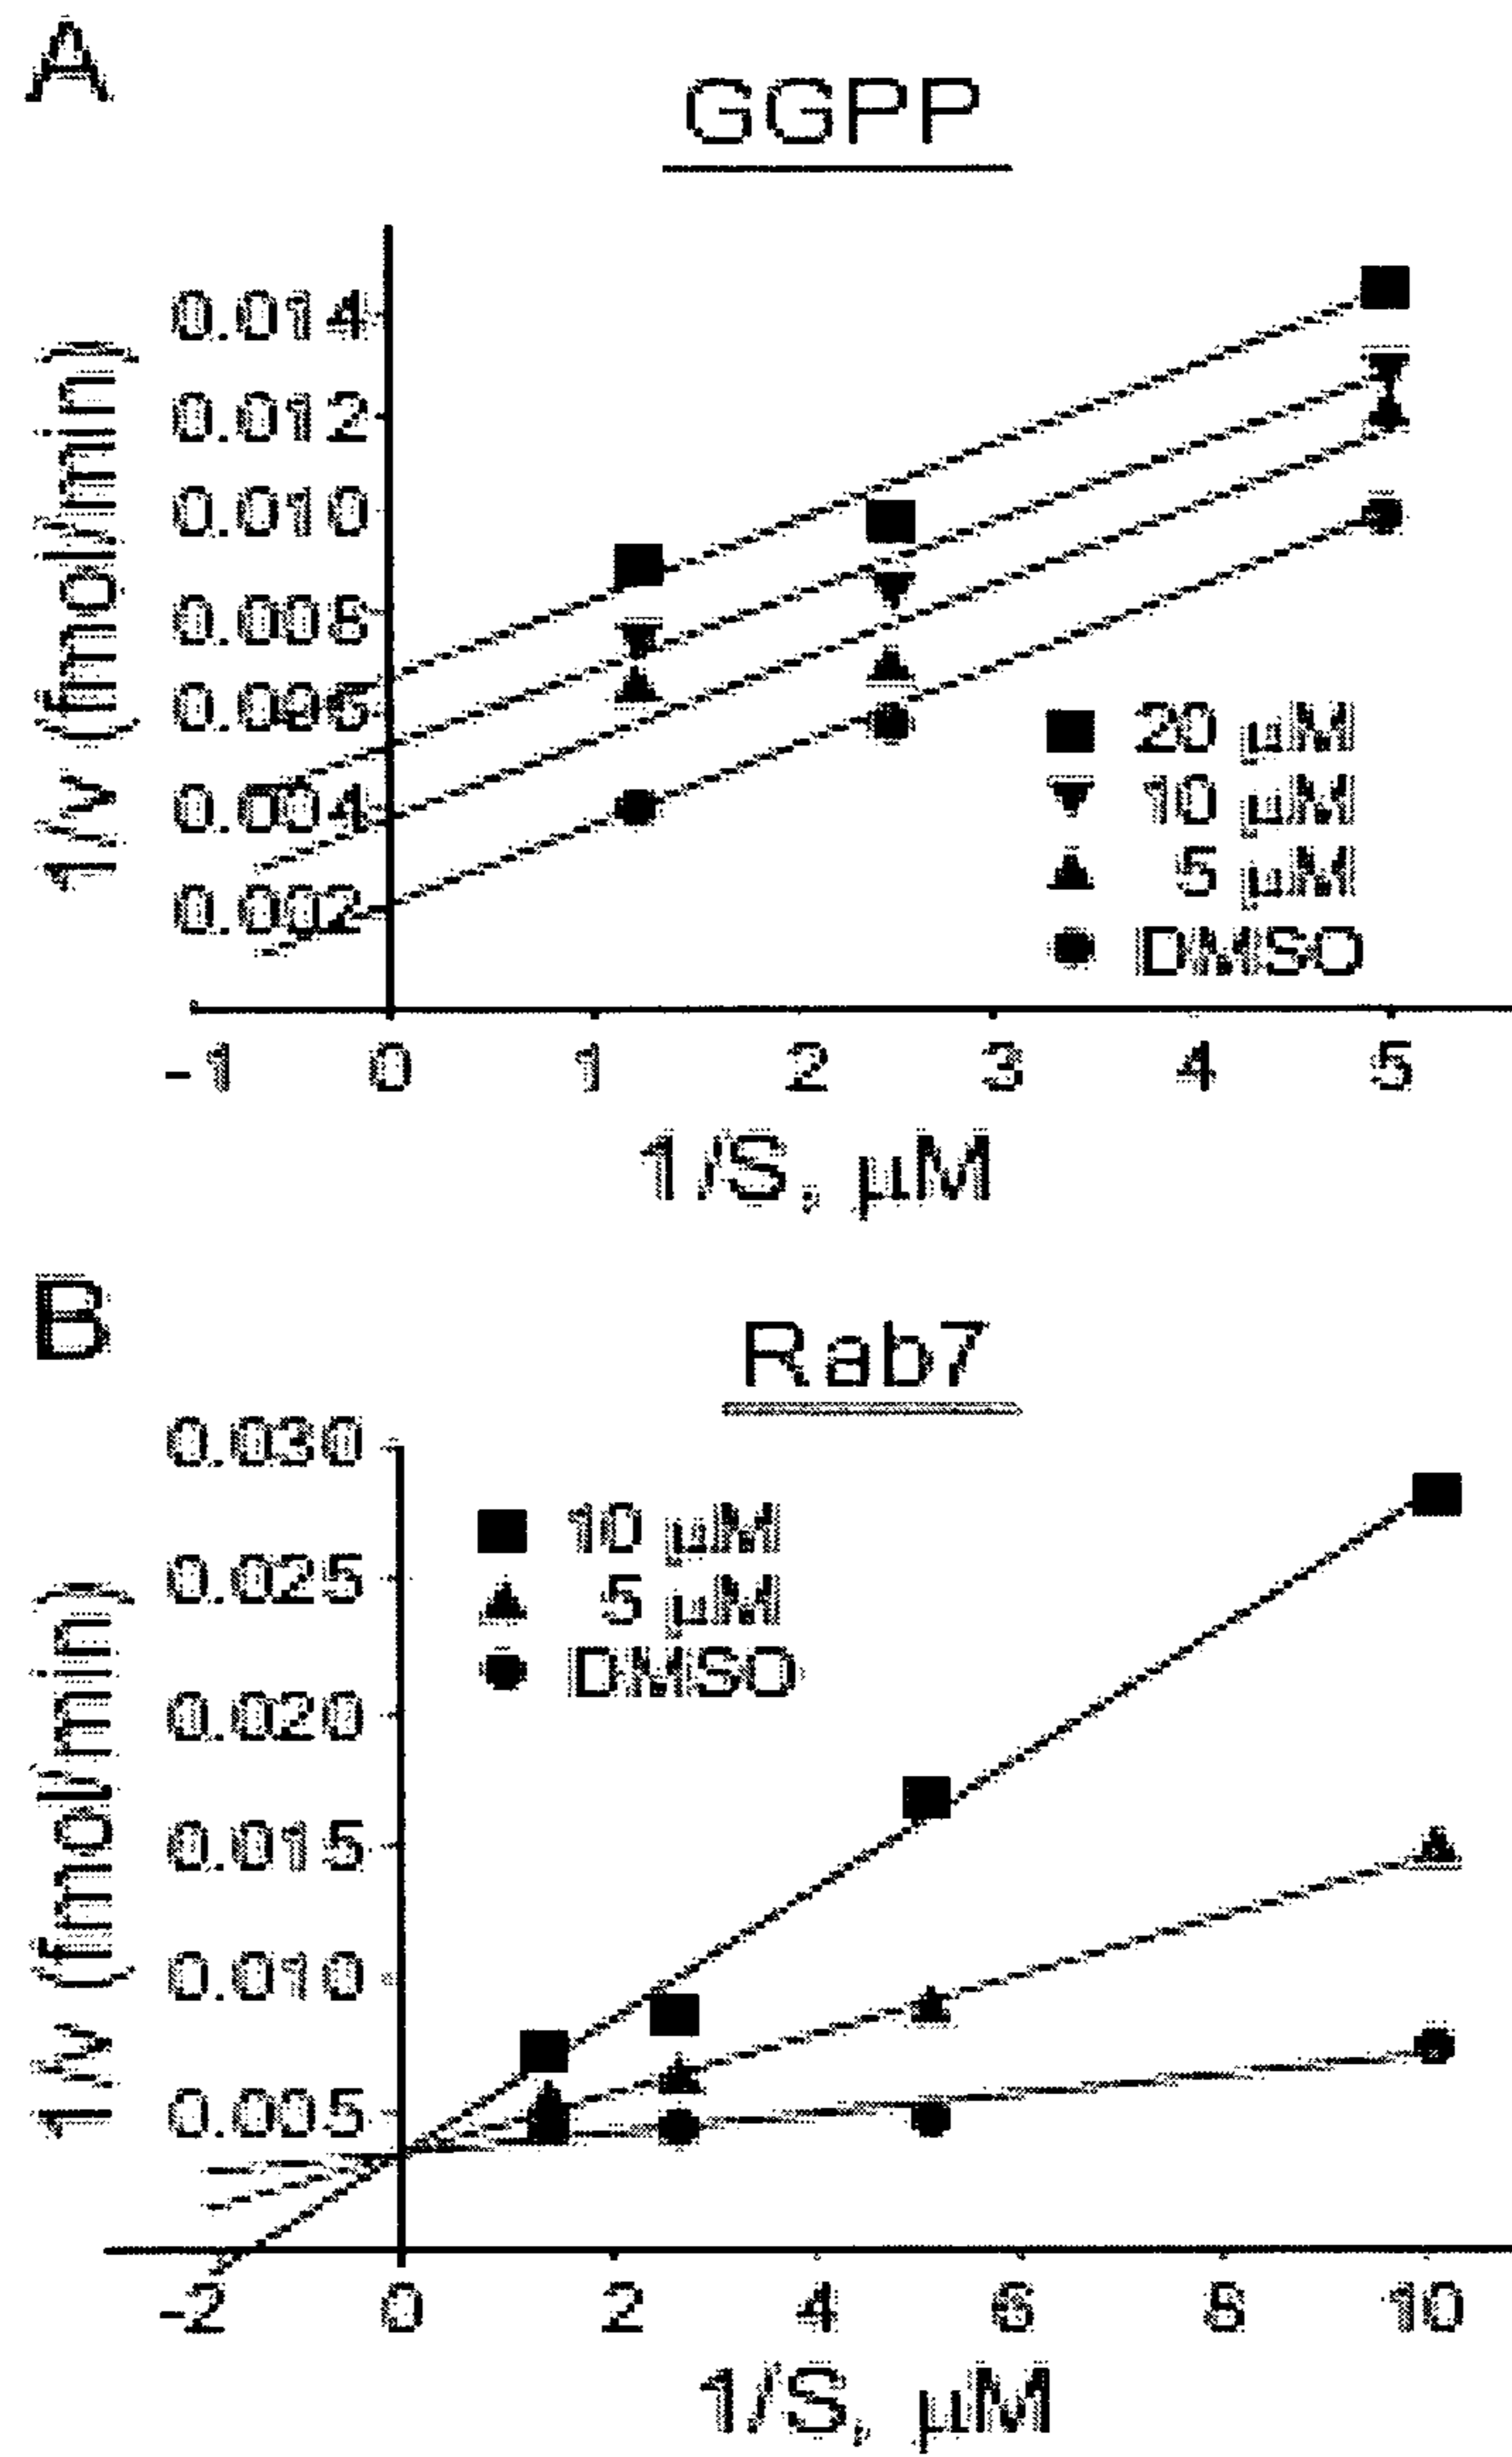 A
GGPP
1/v (fmol/min)
0.014
0.012
0.010
0.008
0.006
0.004
0.002
20 µM
10 µM
5 µM
DMSO
-1 0 1 2 3 4 5
1/S, µM
B
Rab7
1/v (fmol/min)
0.030
0.025
0.020
0.015
0.010
0.005
10 µM
5 µM
DMSO
-2 0 2 4 6 8 10
1/S, µM